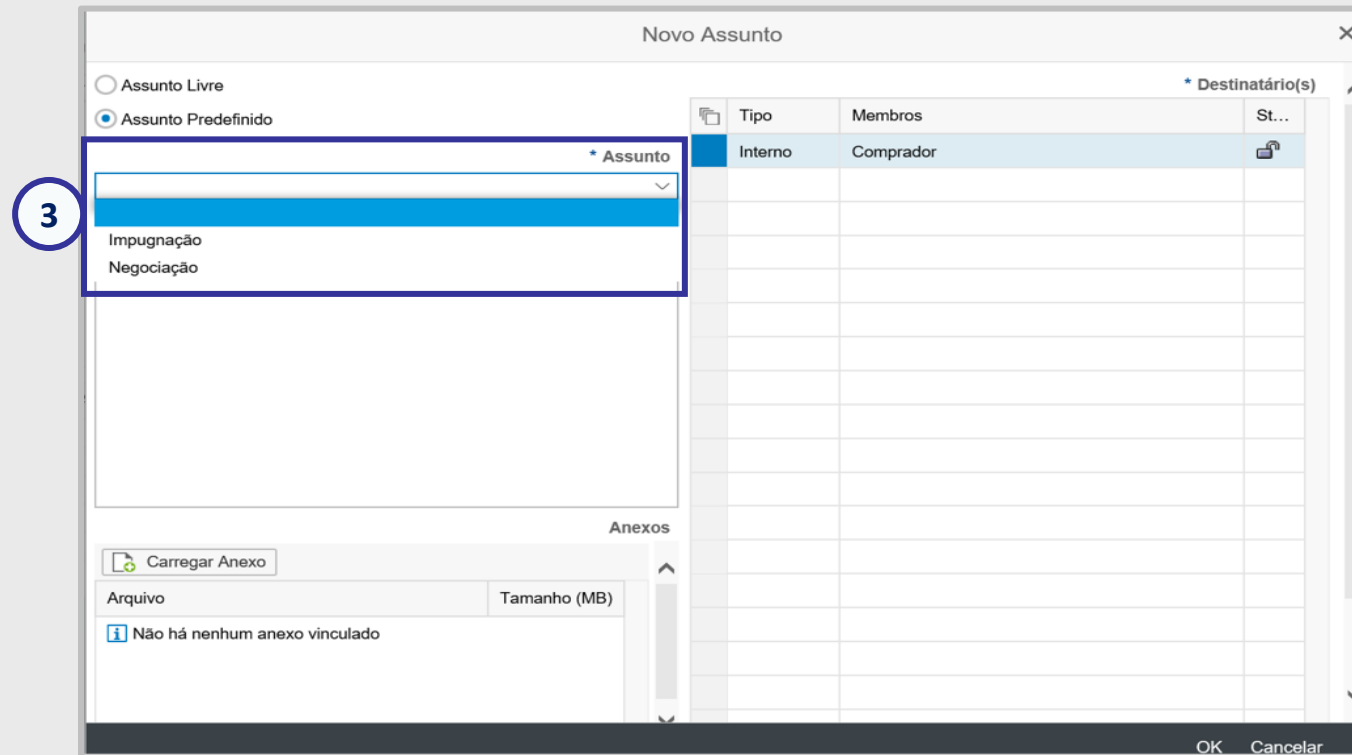 Novo Assunto
Assunto Livre
Assunto Predefinido
* Assunto
3
Impugnação
Negociação
Anexos
Carregar Anexo
Arquivo Tamanho (MB)
Não há nenhum anexo vinculado
* Destinatário(s)
Tipo Membros St...
Interno Comprador
OK Cancelar